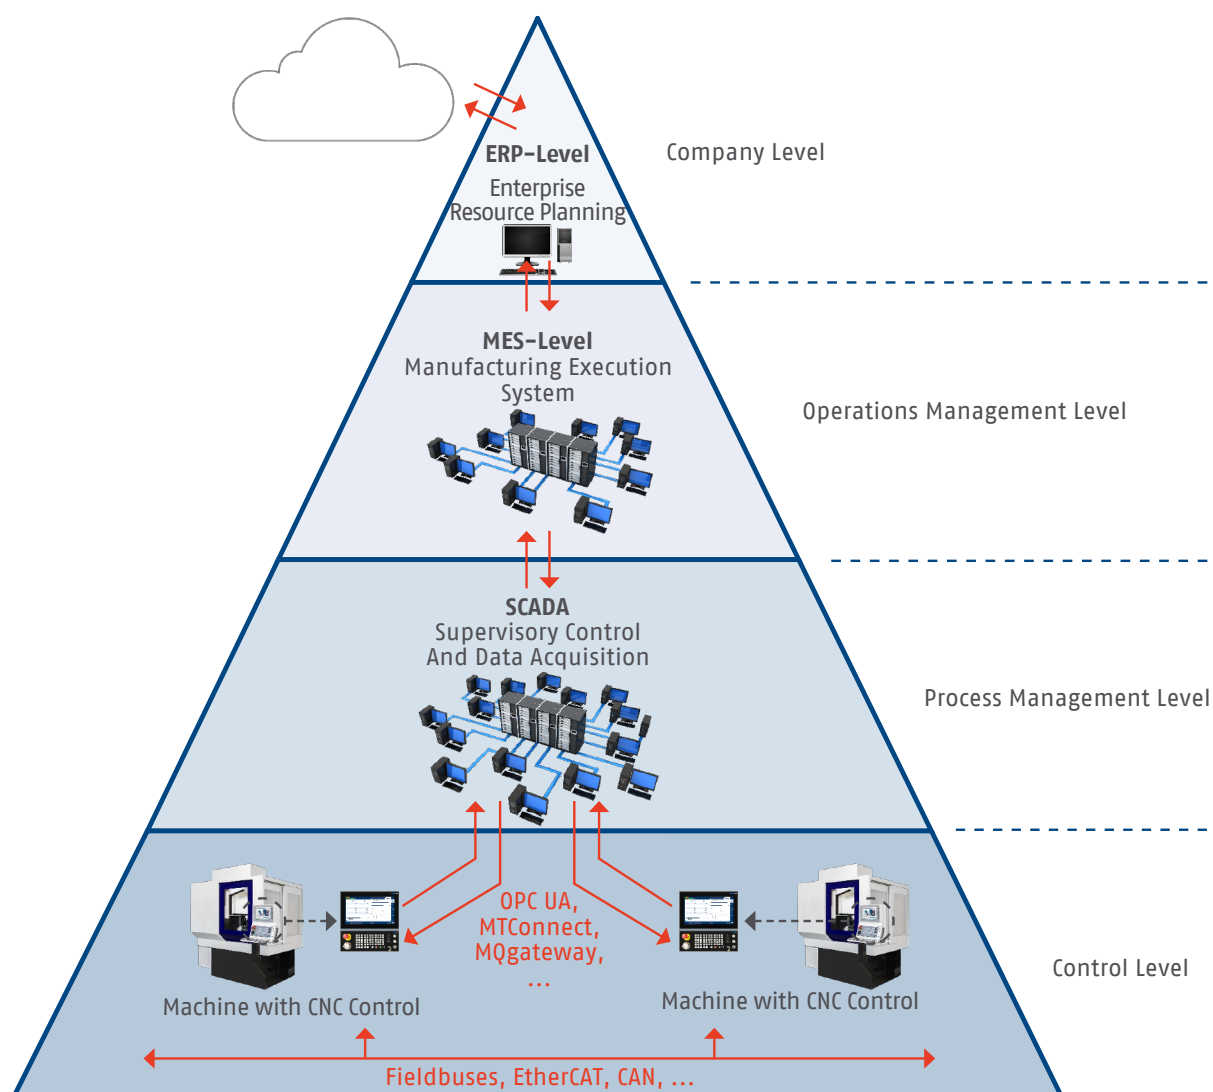 ERP-Level
Company Level
Enterprise
Resource Planning
MES-Level
Manufacturing Execution
System
Operations Management Level
SCADA
Supervisory Control
And Data Acquisition
Process Management Level
OPC UA,
MTConnect,
MQgateway,
...
Control Level
Machine with CNC Control
Machine with CNC Control
Fieldbuses, EtherCAT, CAN, ...